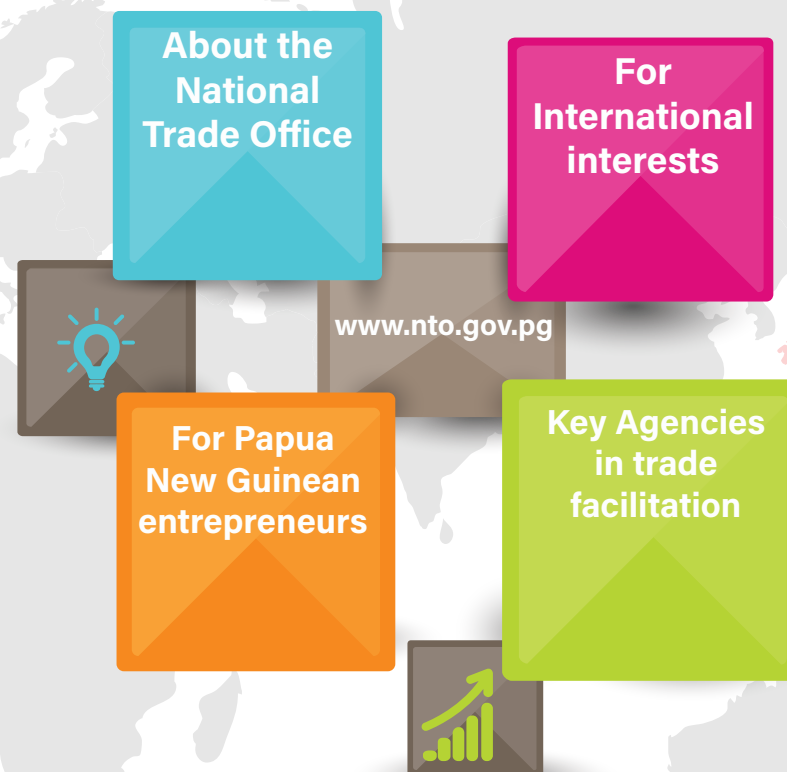 About the
National
Trade Office
For
International
interests
www.nto.gov.pg
For Papua
New Guinean
entrepreneurs
Key Agencies
in trade
facilitation